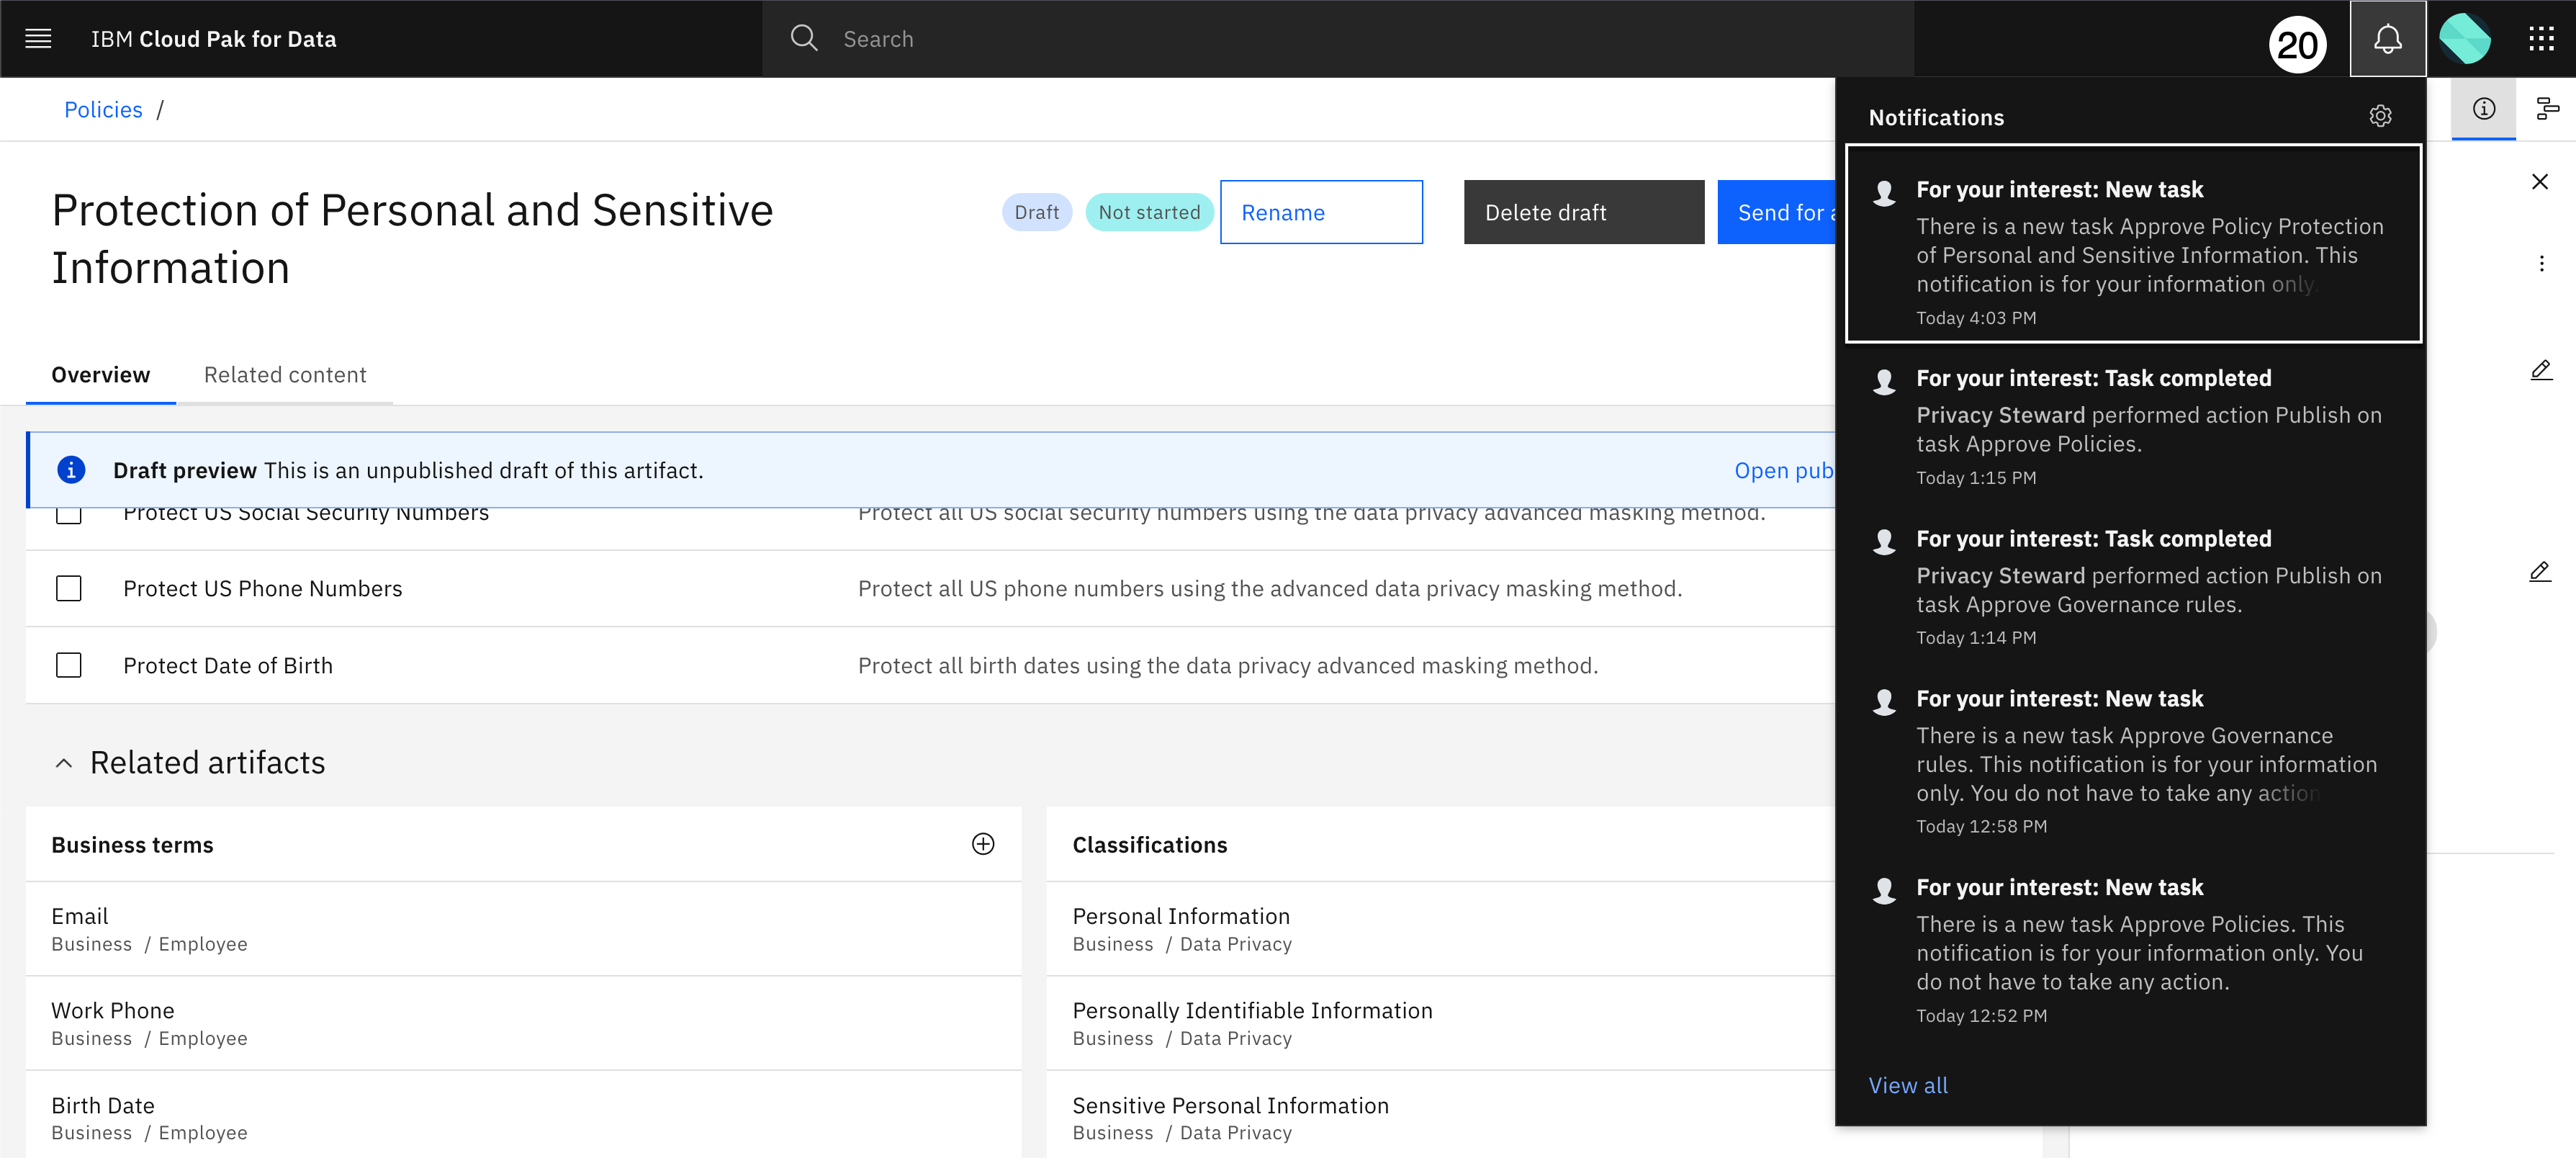 IBM Cloud Pak for Data
Search
20
Policies /
Protection of Personal and Sensitive
Information
Draft
Not started
Rename
Delete draft
Send for
Overview
Related content
Draft preview This is an unpublished draft of this artifact.
Open pub
Protect US Social Security Numbers
Protect all US social security numbers using the data privacy advanced masking method.
Protect US Phone Numbers
Protect all US phone numbers using the advanced data privacy masking method.
Protect Date of Birth
Protect all birth dates using the data privacy advanced masking method.
Related artifacts
Business terms
Email
Business / Employee
Work Phone
Business / Employee
Birth Date
Business / Employee
Classifications
Personal Information
Business / Data Privacy
Personally Identifiable Information
Business / Data Privacy
Sensitive Personal Information
Business / Data Privacy
Notifications
For your interest: New task
There is a new task Approve Policy Protection
of Personal and Sensitive Information. This
notification is for your information only.
Today 4:03 PM
For your interest: Task completed
Privacy Steward performed action Publish on
task Approve Policies.
Today 1:15 PM
For your interest: Task completed
Privacy Steward performed action Publish on
task Approve Governance rules.
Today 1:14 PM
For your interest: New task
There is a new task Approve Governance
rules. This notification is for your information
only. You do not have to take any action
Today 12:58 PM
For your interest: New task
There is a new task Approve Policies. This
notification is for your information only. You
do not have to take any action.
Today 12:52 PM
View all